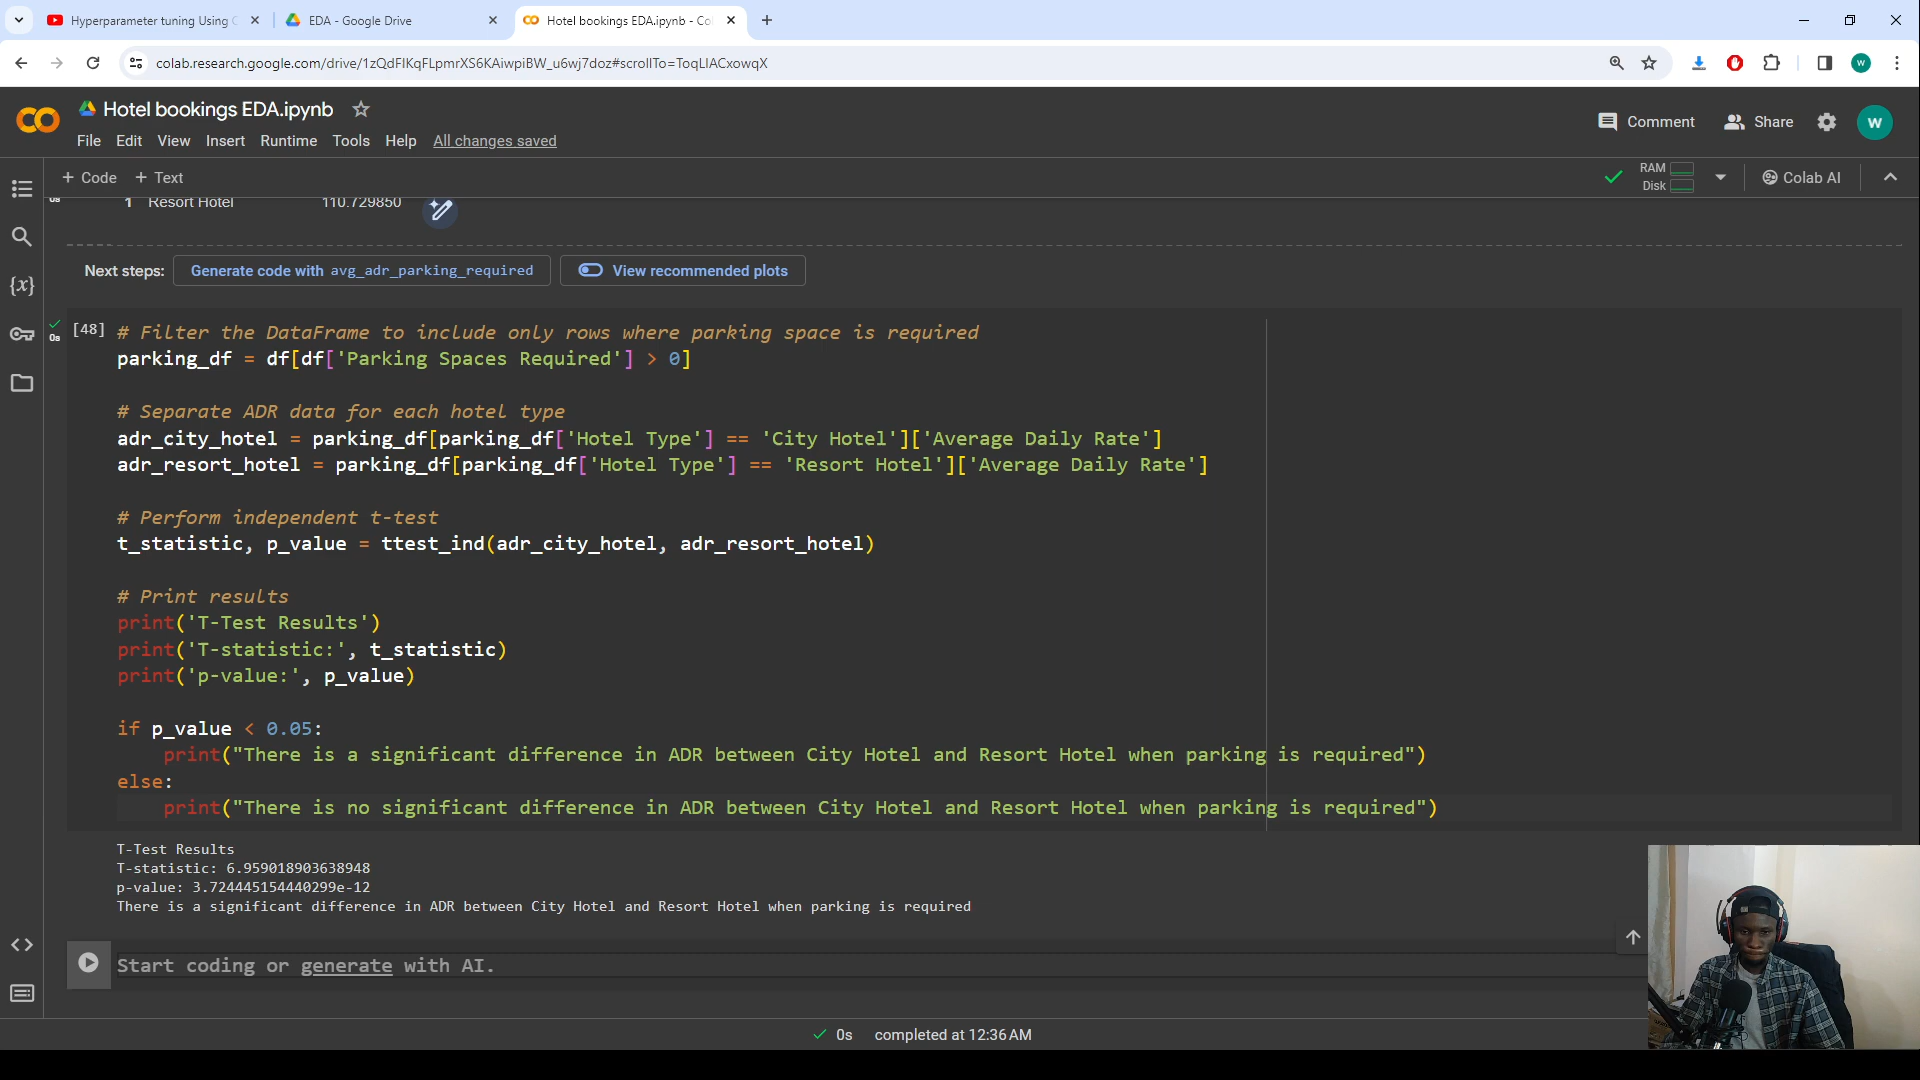 Hyperparameter tuning Using
EDA - Google Drive
Hotel bookings EDA.ipynb - Co
colab.research.google.com/drive/1zQdFlKqFLpmrXS6KAiwpiBW_u6wj7doz#scrollTo=ToqLlACxowqX
w
Hotel bookings EDA.ipynb
Comment
Share
W
File Edit View Insert Runtime Tools Help All changes saved
+ Code + Text
RAM
Disk
Colab AI
0s
1 Resort Hotel 110.729850
Next steps: Generate code with avg_adr_parking_required View recommended plots
0s
[48] # Filter the DataFrame to include only rows where parking space is required
parking_df = df[df['Parking Spaces Required'] > 0]
# Separate ADR data for each hotel type
adr_city_hotel = parking_df[parking_df['Hotel Type'] == 'City Hotel']['Average Daily Rate']
adr_resort_hotel = parking_df[parking_df['Hotel Type'] == 'Resort Hotel']['Average Daily Rate']
# Perform independent t-test
t_statistic, p_value = ttest_ind(adr_city_hotel, adr_resort_hotel)
# Print results
print('T-Test Results')
print('T-statistic:', t_statistic)
print('p-value:', p_value)
if p_value < 0.05:
print("There is a significant difference in ADR between City Hotel and Resort Hotel when parking is required")
else:
print("There is no significant difference in ADR between City Hotel and Resort Hotel when parking is required")
T-Test Results
T-statistic: 6.959018903638948
p-value: 3.724445154440299e-12
There is a significant difference in ADR between City Hotel and Resort Hotel when parking is required
Start coding or generate with AI.
0s completed at 12:36 AM